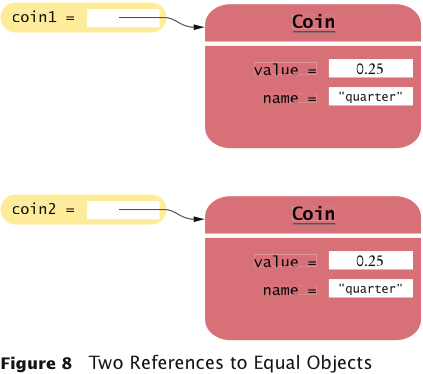 coin1 =
Coin
value = 0.25
name = "quarter"
coin2 =
Coin
value = 0.25
name = "quarter"
Figure 8 Two References to Equal Objects